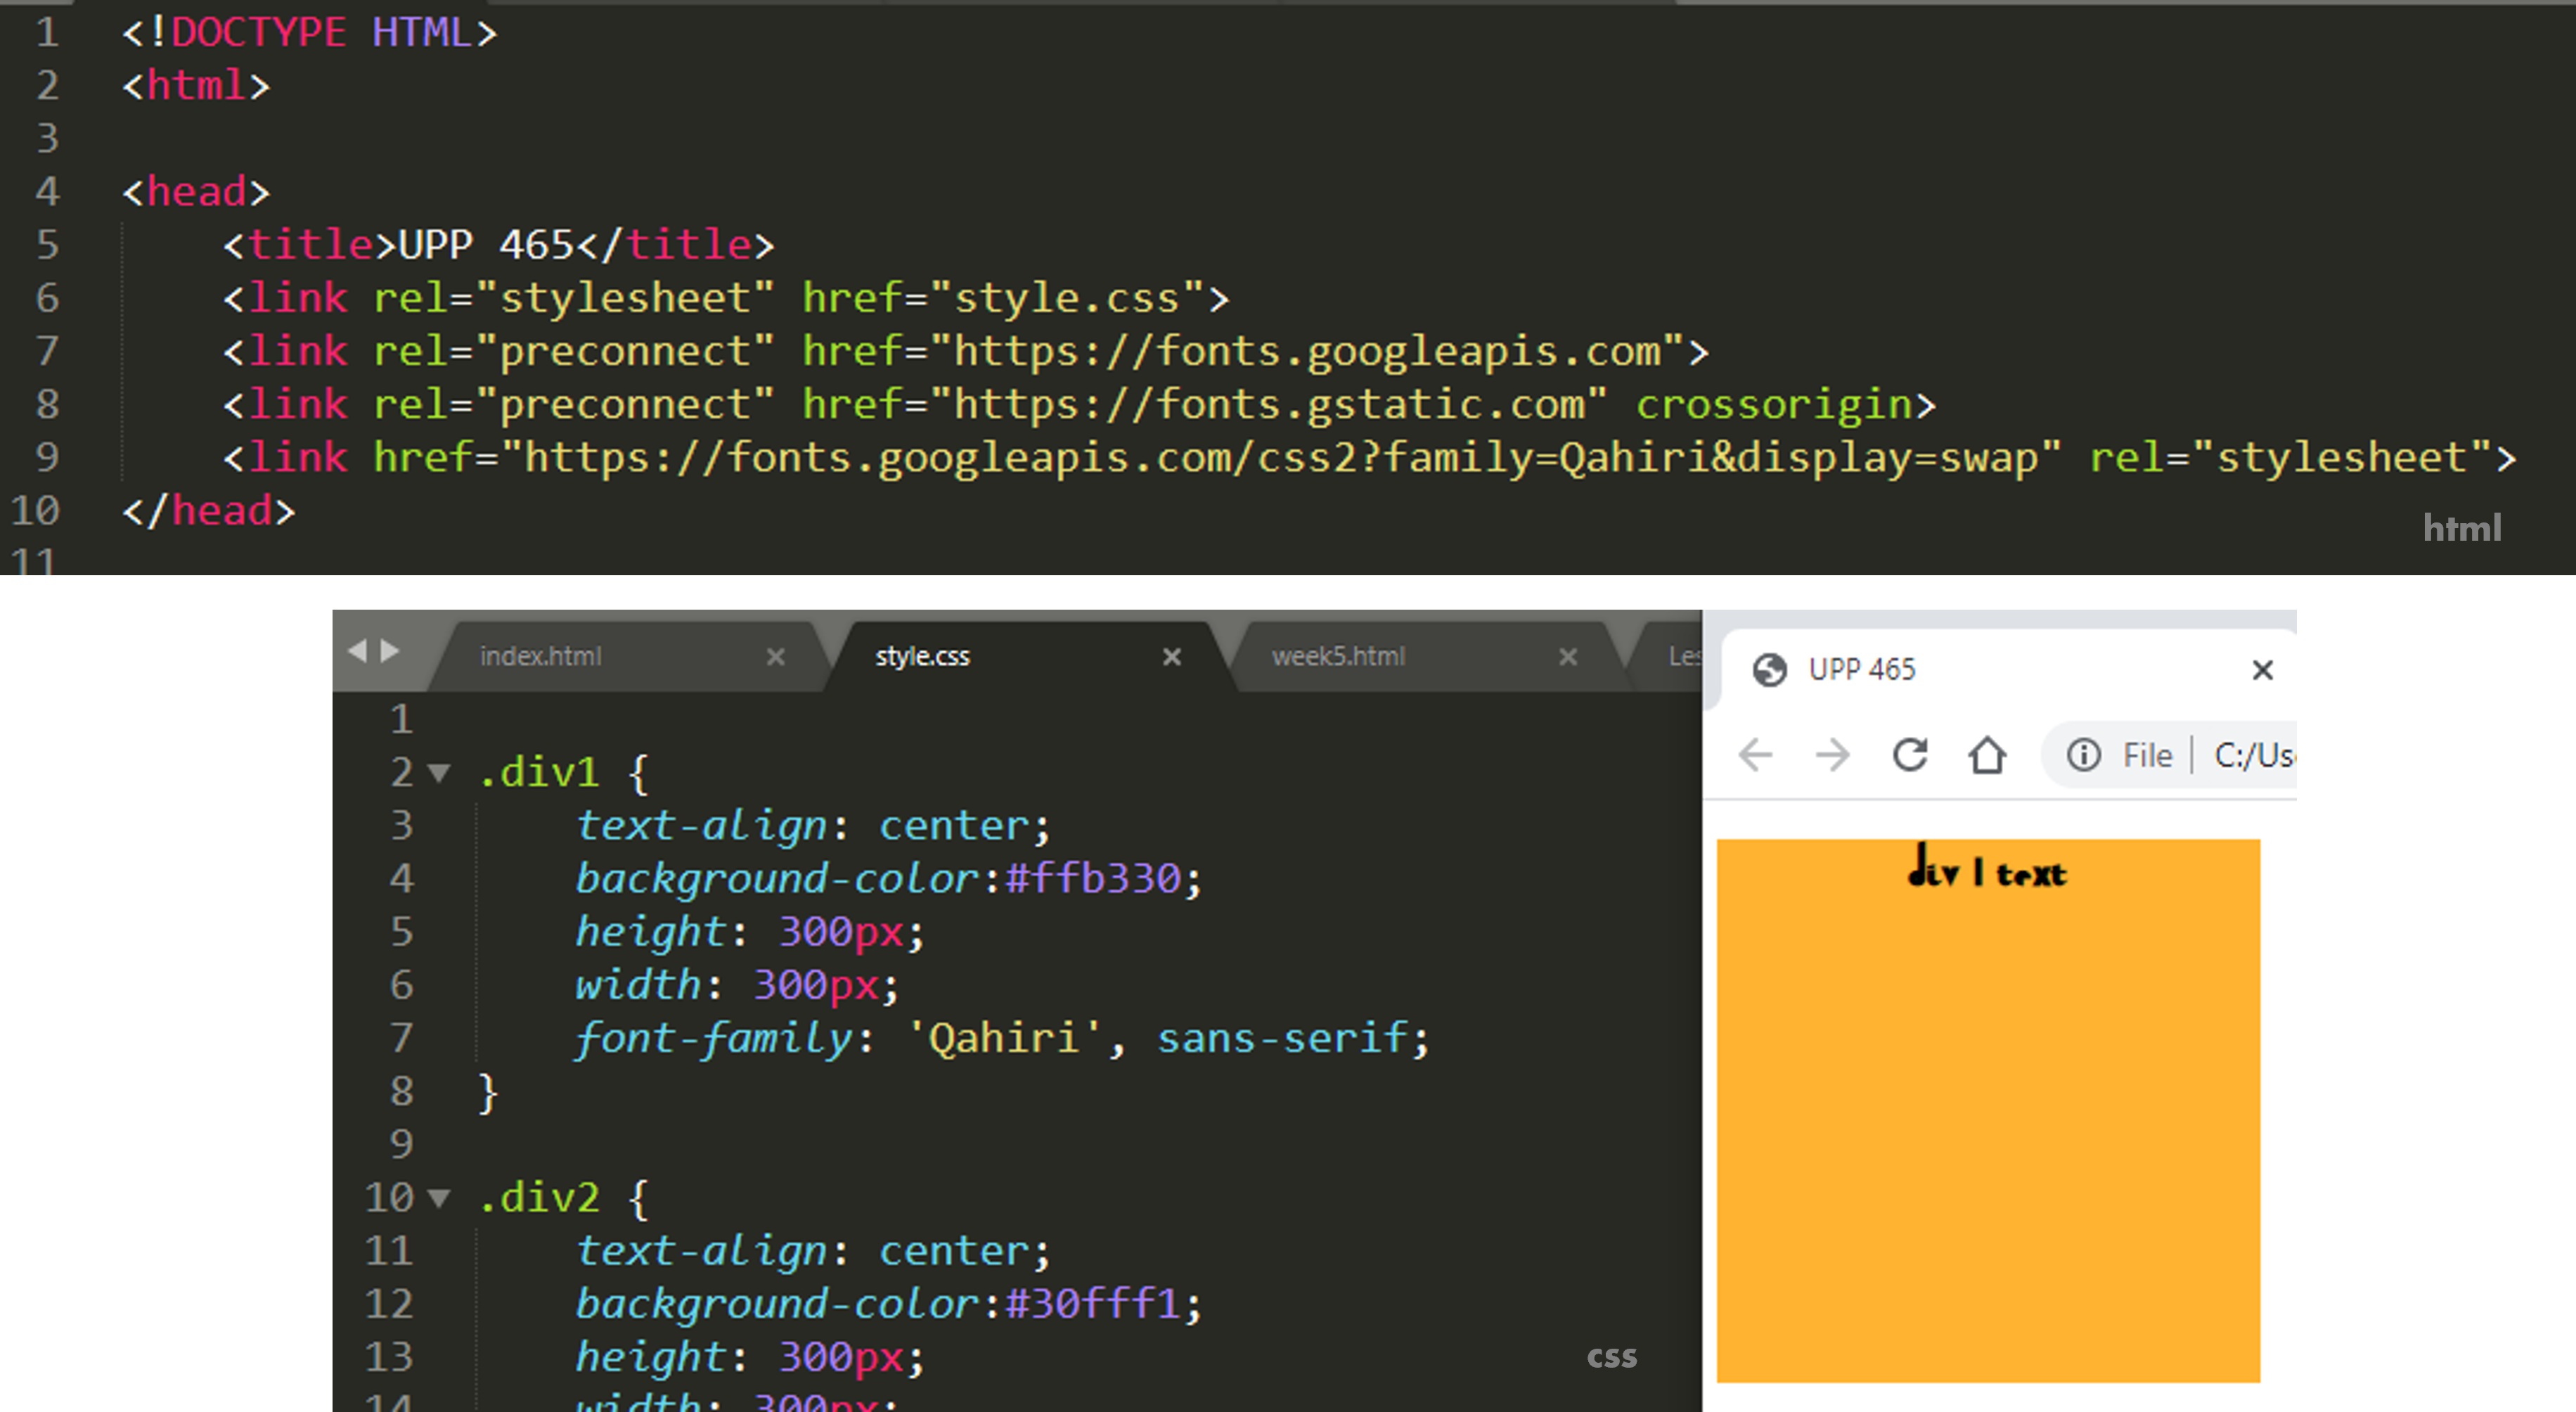 1 <!DOCTYPE HTML>
2 <html>
3
4 <head>
5 <title>UPP 465</title>
6 <link rel="stylesheet" href="style.css">
7 <link rel="preconnect" href="https://fonts.googleapis.com">
8 <link rel="preconnect" href="https://fonts.gstatic.com" crossorigin>
9 <link href="https://fonts.googleapis.com/css2?family=Qahiri&display=swap" rel="stylesheet">
10 </head>
html
11
index.html × style.css × week5.html × Les
1
2 .div1 {
3 text-align: center;
4 background-color:#ffb330;
5 height: 300px;
6 width: 300px;
7 font-family: 'Qahiri', sans-serif;
8 }
9
10 .div2 {
11 text-align: center;
12 background-color:#30fff1;
13 height: 300px;
css
14 width: 300px;
UPP 465 ×
File | C:/Us
div 1 text